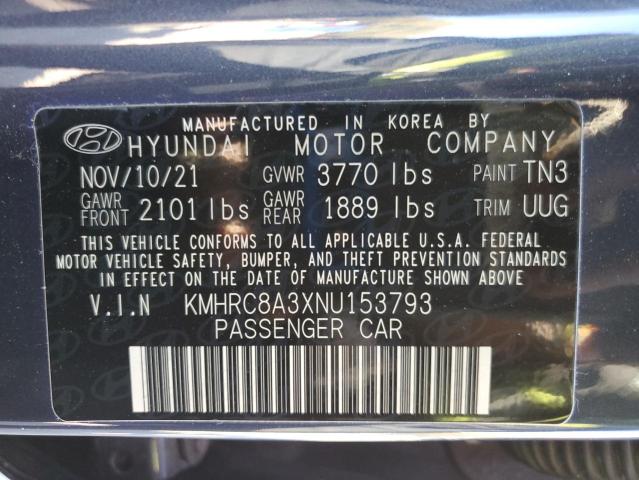 MANUFACTURED IN KOREA BY
HYUNDAI MOTOR COMPANY
NOV/10/21 GVWR 3770 lbs PAINT TN3
GAWR FRONT 2101 lbs GAWR REAR 1889 lbs TRIM UUG
THIS VEHICLE CONFORMS TO ALL APPLICABLE U.S.A. FEDERAL
MOTOR VEHICLE SAFETY, BUMPER, AND THEFT PREVENTION STANDARDS
IN EFFECT ON THE DATE OF MANUFACTURE SHOWN ABOVE
V.I.N KMHRC8A3XNU153793
PASSENGER CAR